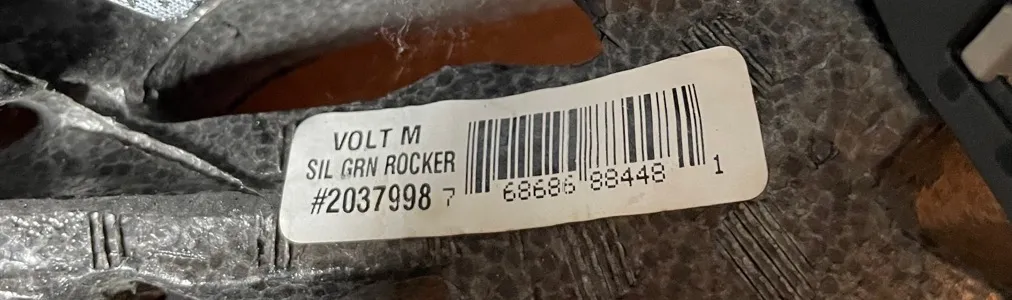 VOLT M
SIL GRN ROCKER
#2037998
7 68686 88448 1